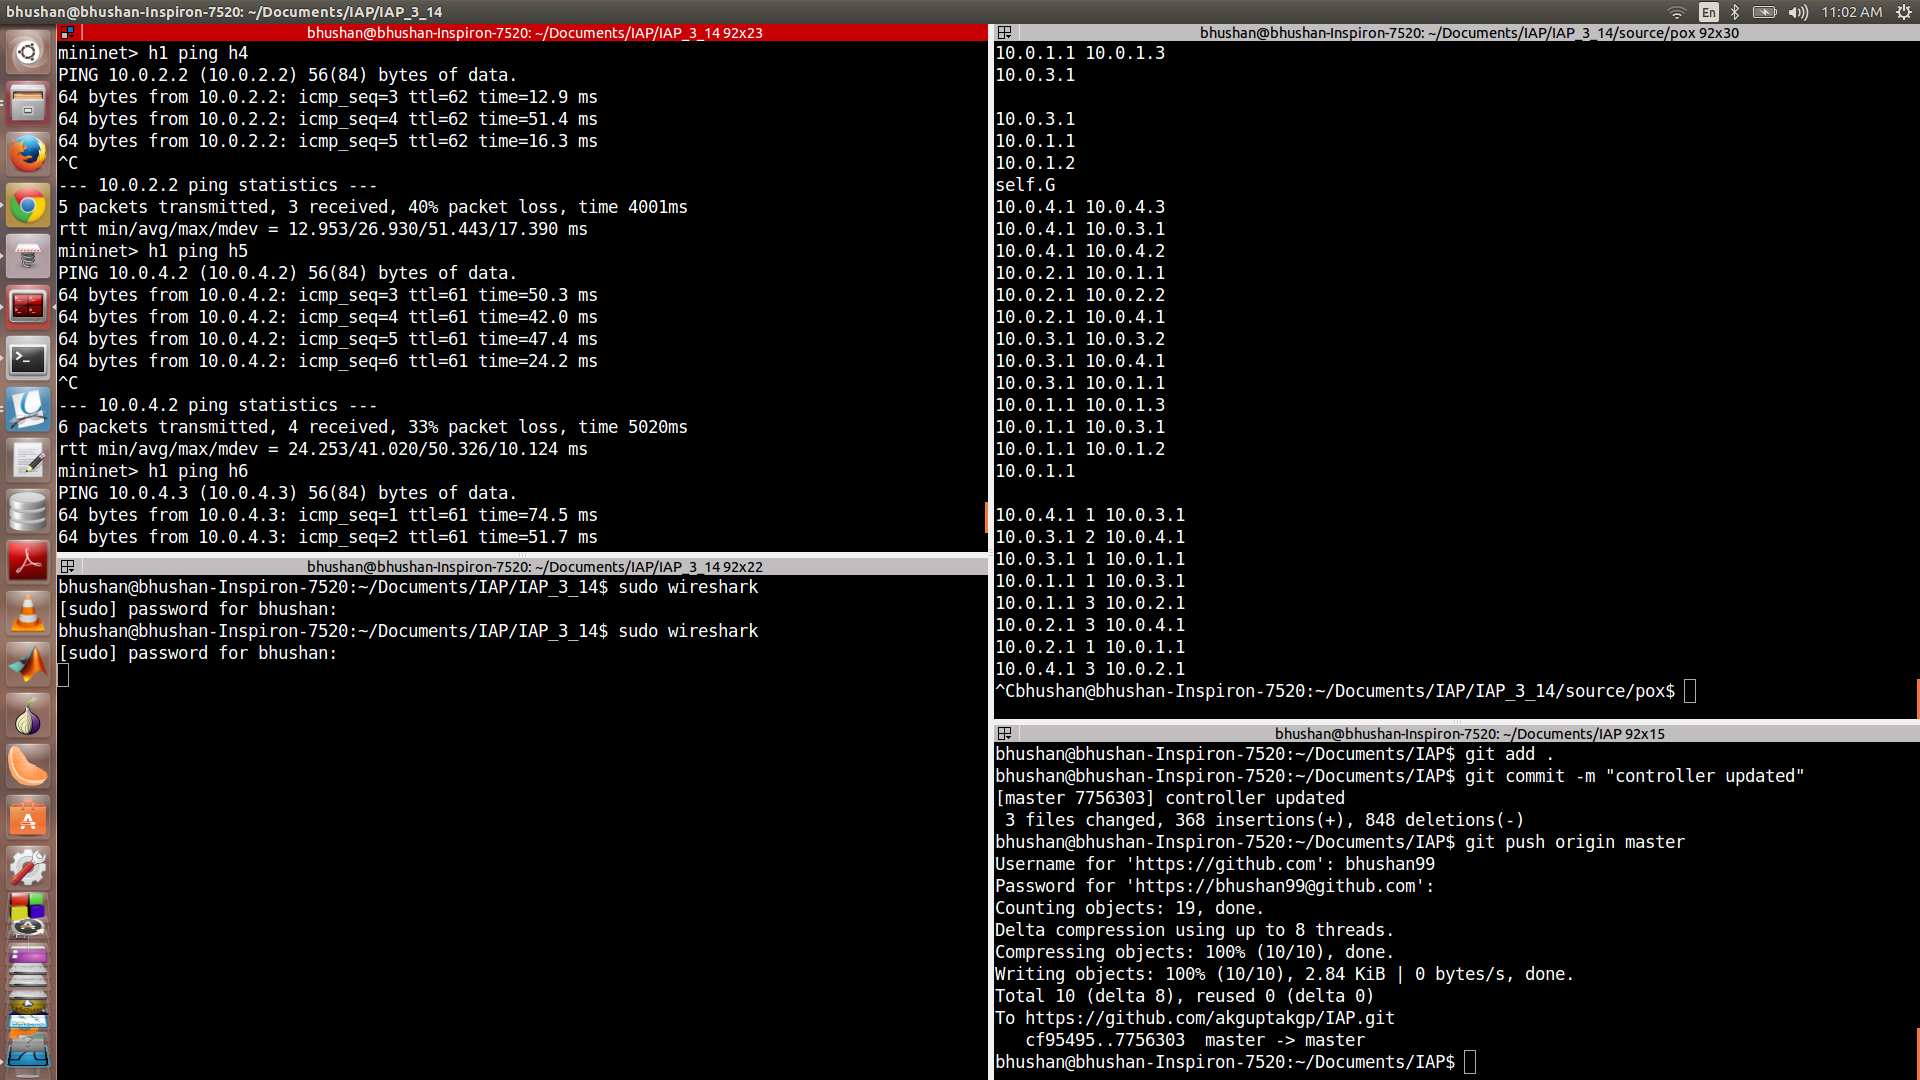 bhushan@bhushan-Inspiron-7520: ~/Documents/IAP/IAP_3_14
En
11:02 AM
bhushan@bhushan-Inspiron-7520: ~/Documents/IAP/IAP_3_14 92x23
mininet> h1 ping h4
PING 10.0.2.2 (10.0.2.2) 56(84) bytes of data.
64 bytes from 10.0.2.2: icmp_seq=3 ttl=62 time=12.9 ms
64 bytes from 10.0.2.2: icmp_seq=4 ttl=62 time=51.4 ms
64 bytes from 10.0.2.2: icmp_seq=5 ttl=62 time=16.3 ms
^C
--- 10.0.2.2 ping statistics ---
5 packets transmitted, 3 received, 40% packet loss, time 4001ms
rtt min/avg/max/mdev = 12.953/26.930/51.443/17.390 ms
mininet> h1 ping h5
PING 10.0.4.2 (10.0.4.2) 56(84) bytes of data.
64 bytes from 10.0.4.2: icmp_seq=3 ttl=61 time=50.3 ms
64 bytes from 10.0.4.2: icmp_seq=4 ttl=61 time=42.0 ms
64 bytes from 10.0.4.2: icmp_seq=5 ttl=61 time=47.4 ms
64 bytes from 10.0.4.2: icmp_seq=6 ttl=61 time=24.2 ms
^C
--- 10.0.4.2 ping statistics ---
6 packets transmitted, 4 received, 33% packet loss, time 5020ms
rtt min/avg/max/mdev = 24.253/41.020/50.326/10.124 ms
mininet> h1 ping h6
PING 10.0.4.3 (10.0.4.3) 56(84) bytes of data.
64 bytes from 10.0.4.3: icmp_seq=1 ttl=61 time=74.5 ms
64 bytes from 10.0.4.3: icmp_seq=2 ttl=61 time=51.7 ms
bhushan@bhushan-Inspiron-7520: ~/Documents/IAP/IAP_3_14 92x22
bhushan@bhushan-Inspiron-7520:~/Documents/IAP/IAP_3_14$ sudo wireshark
[sudo] password for bhushan:
bhushan@bhushan-Inspiron-7520:~/Documents/IAP/IAP_3_14$ sudo wireshark
[sudo] password for bhushan:
bhushan@bhushan-Inspiron-7520: ~/Documents/IAP/IAP_3_14/source/pox 92x30
10.0.1.1 10.0.1.3
10.0.3.1
10.0.3.1
10.0.1.1
10.0.1.2
self.G
10.0.4.1 10.0.4.3
10.0.4.1 10.0.3.1
10.0.4.1 10.0.4.2
10.0.2.1 10.0.1.1
10.0.2.1 10.0.2.2
10.0.2.1 10.0.4.1
10.0.3.1 10.0.3.2
10.0.3.1 10.0.4.1
10.0.3.1 10.0.1.1
10.0.1.1 10.0.1.3
10.0.1.1 10.0.3.1
10.0.1.1 10.0.1.2
10.0.1.1
10.0.4.1 1 10.0.3.1
10.0.3.1 2 10.0.4.1
10.0.3.1 1 10.0.1.1
10.0.1.1 1 10.0.3.1
10.0.1.1 3 10.0.2.1
10.0.2.1 3 10.0.4.1
10.0.2.1 1 10.0.1.1
10.0.4.1 3 10.0.2.1
^Cbhushan@bhushan-Inspiron-7520:~/Documents/IAP/IAP_3_14/source/pox$
bhushan@bhushan-Inspiron-7520: ~/Documents/IAP 92x15
bhushan@bhushan-Inspiron-7520:~/Documents/IAP$ git add .
bhushan@bhushan-Inspiron-7520:~/Documents/IAP$ git commit -m "controller updated"
[master 7756303] controller updated
3 files changed, 368 insertions(+), 848 deletions(-)
bhushan@bhushan-Inspiron-7520:~/Documents/IAP$ git push origin master
Username for 'https://github.com': bhushan99
Password for 'https://bhushan99@github.com':
Counting objects: 19, done.
Delta compression using up to 8 threads.
Compressing objects: 100% (10/10), done.
Writing objects: 100% (10/10), 2.84 KiB | 0 bytes/s, done.
Total 10 (delta 8), reused 0 (delta 0)
To https://github.com/akguptakgp/IAP.git
cf95495..7756303 master -> master
bhushan@bhushan-Inspiron-7520:~/Documents/IAP$